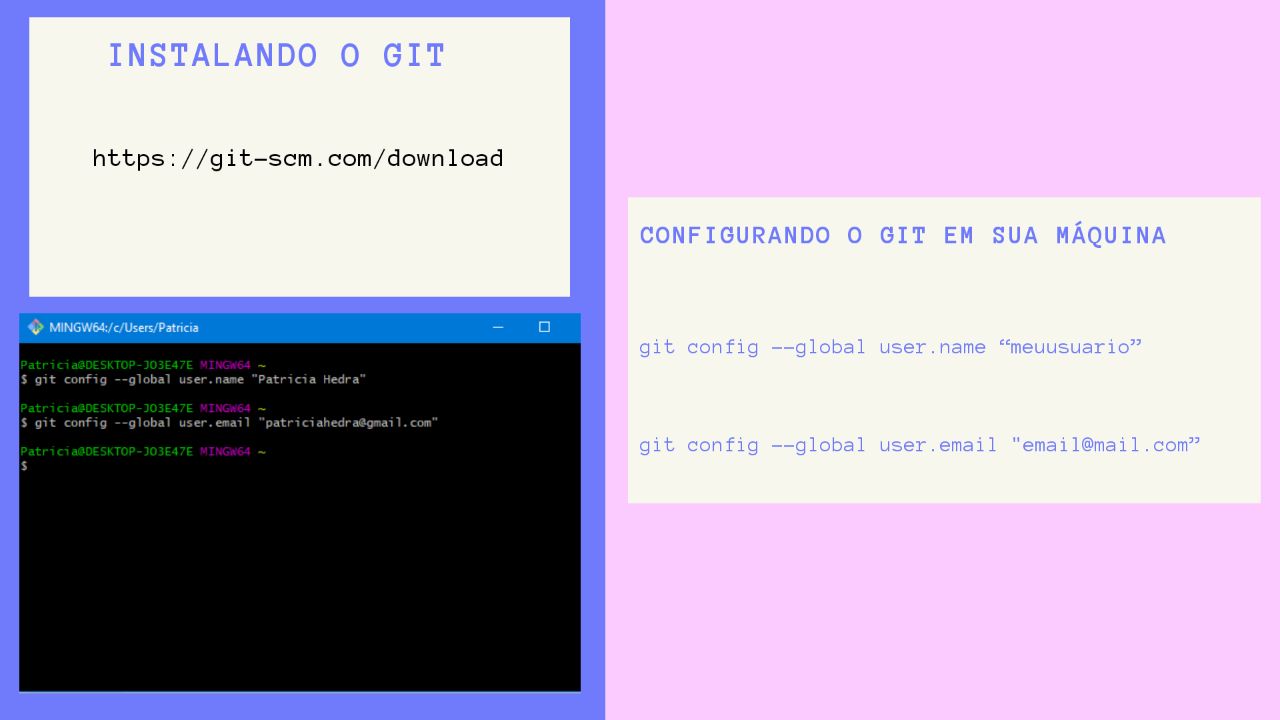 INSTALANDO O GIT
https://git-scm.com/download
MINGW64:/c/Users/Patricia
Patricia@DESKTOP-JO3E47E MINGW64 ~
$ git config --global user.name "Patricia Hedra"
Patricia@DESKTOP-JO3E47E MINGW64 ~
$ git config --global user.email "patriciahedra@gmail.com"
Patricia@DESKTOP-JO3E47E MINGW64 ~
$
CONFIGURANDO O GIT EM SUA MÁQUINA
git config --global user.name “meuusuario”
git config --global user.email "email@mail.com”